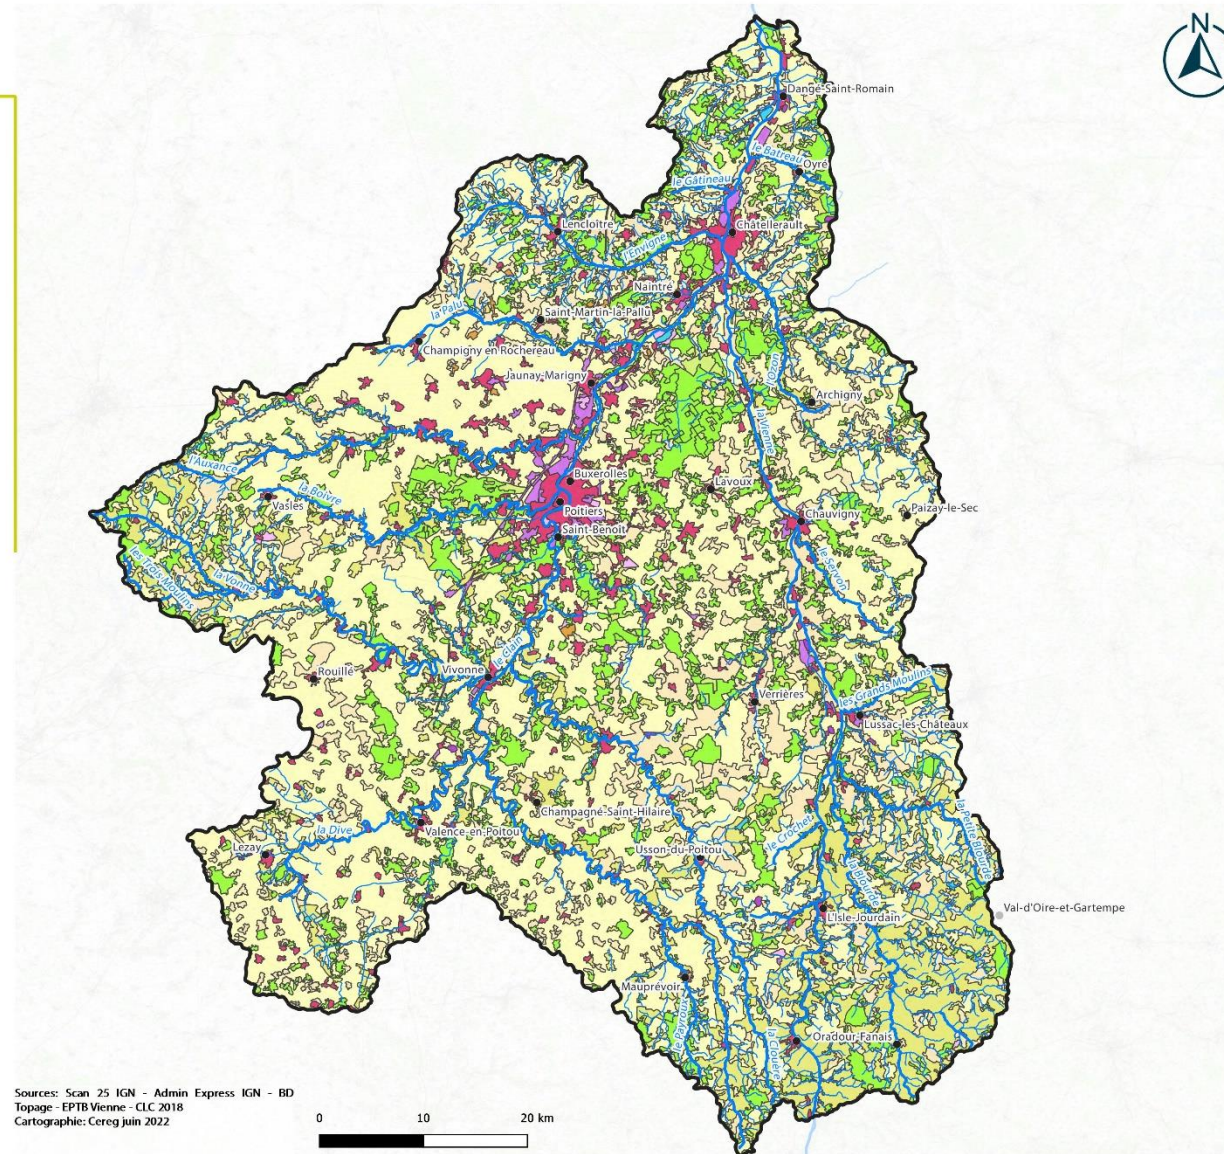 N
Dangé-Saint-Romain
le Batreau
Oyré
le Gâtineau
Lencloître
Châtellerault
l'Envigne
Naintré
Saint-Martin-la-Pallu
la Palu
Champigny en Rochereau
l'Ozon
Jaunay-Marigny
Archigny
la Vienne
l'Auxance
Buxerolles
la Boivre
Vasles
Lavoux
Poitiers
Paizay-le-Sec
Chauvigny
Saint-Benoit
le Servon
les Trois Moulins
la Vonne
le Clain
Rouillé
Vivonne
les Grands Moulins
Verrières
Lussac-les-Châteaux
Champagné-Saint-Hilaire
la Petite Blourde
la Dive
Valence-en-Poitou
le Crochet
Lezay
Usson-du-Poitou
la Blourde
Val-d'Oire-et-Gartempe
L'Isle-Jourdain
Mauprévoir
le Payroux
la Clouère
Oradour-Fanais
Sources: Scan 25 IGN - Admin Express IGN - BD
Topage - EPTB Vienne - CLC 2018
Cartographie: Cereg juin 2022
0 10 20 km